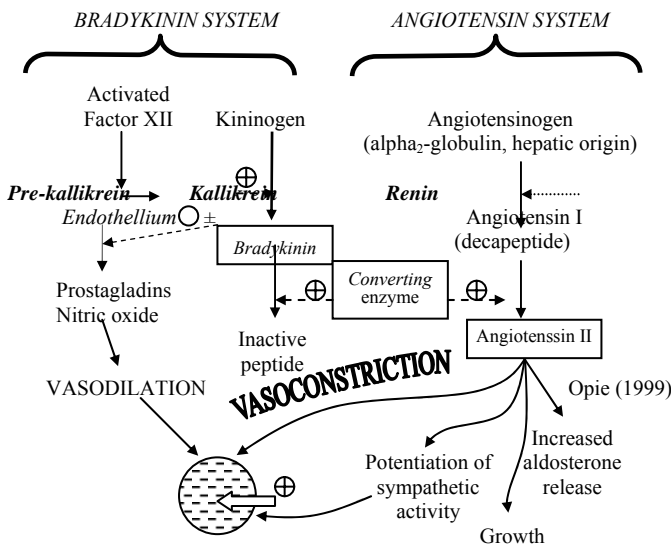 BRADYKININ SYSTEM
ANGIOTENSIN SYSTEM
Activated
Factor XII
Kininogen
Angiotensinogen
(alpha₂-globulin, hepatic origin)
Pre-kallikrein
Kallikrein
Renin
Endothellium ±
Angiotensin I
(decapeptide)
Bradykinin
Converting
enzyme
Prostagladins
Nitric oxide
Inactive
peptide
Angiotenssin II
VASODILATION
VASOCONSTRICTION
Opie (1999)
Potentiation of
sympathetic
activity
Increased
aldosterone
release
Growth